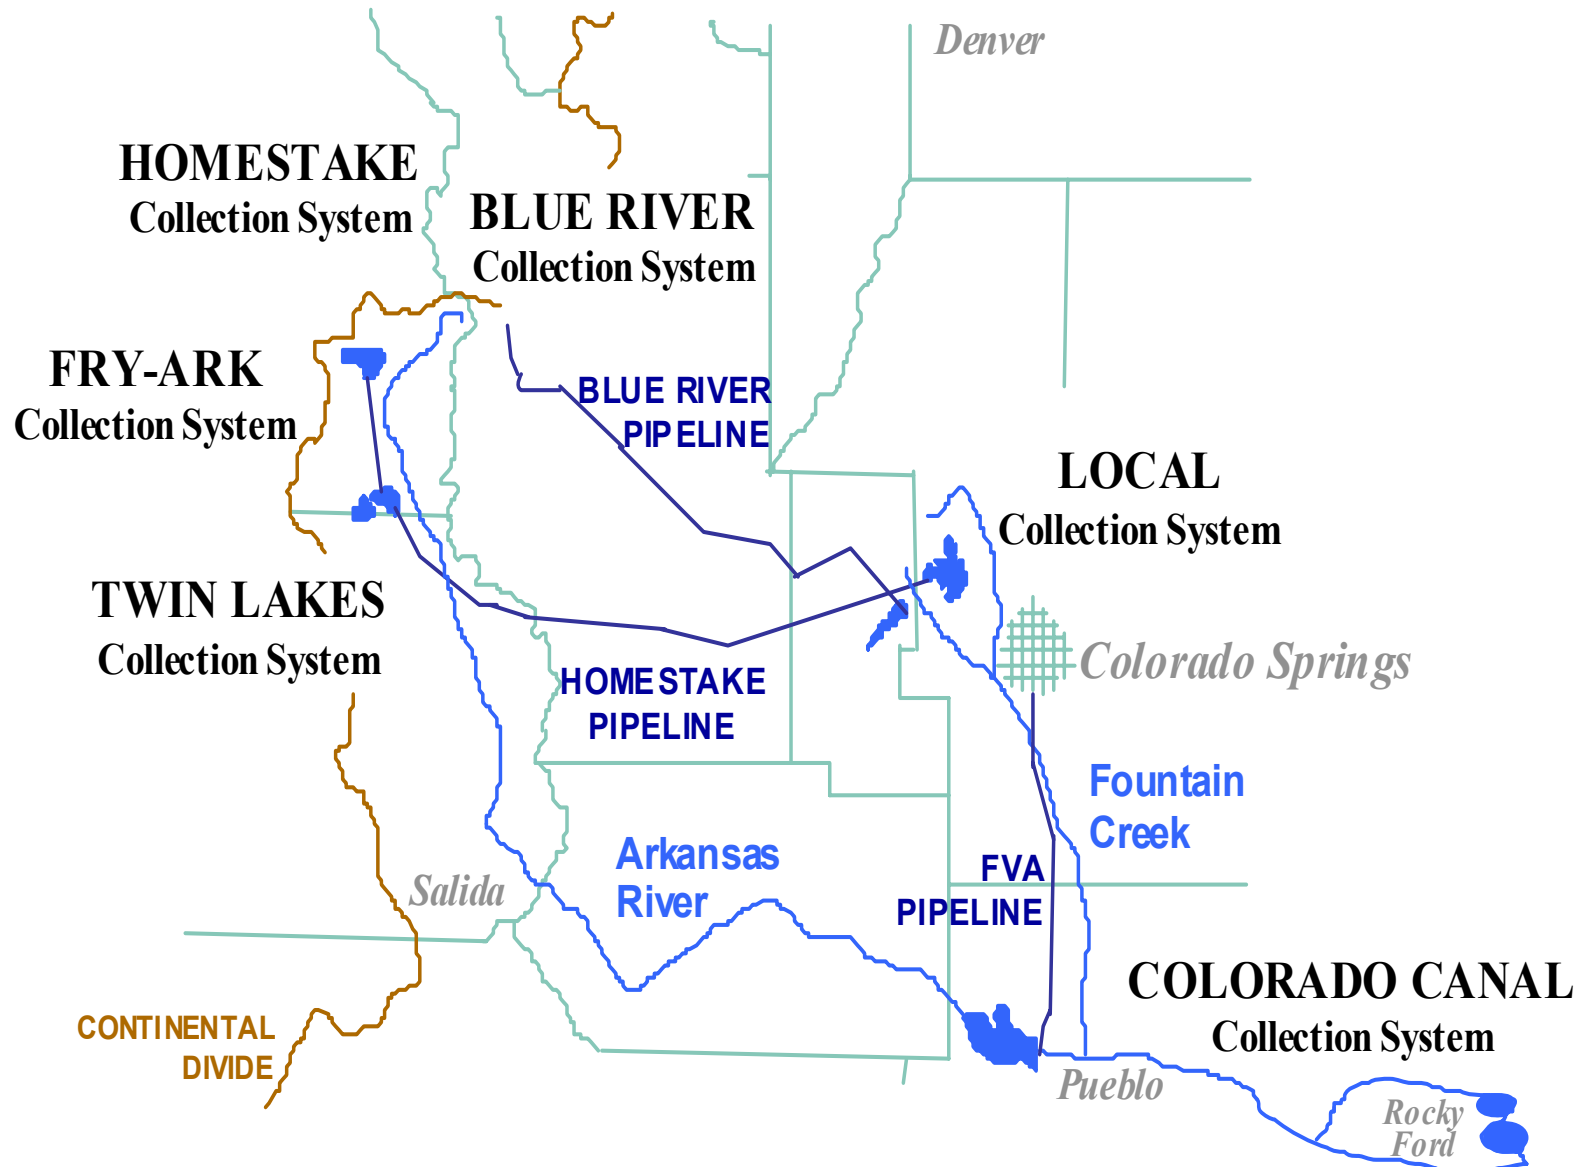 Denver
HOMESTAKE
Collection System
BLUE RIVER
Collection System
FRY-ARK
Collection System
BLUE RIVER
PIPELINE
LOCAL
Collection System
TWIN LAKES
Collection System
Colorado Springs
HOMESTAKE
PIPELINE
Fountain
Creek
Arkansas
River
FVA
PIPELINE
Salida
COLORADO CANAL
Collection System
CONTINENTAL
DIVIDE
Pueblo
Rocky
Ford